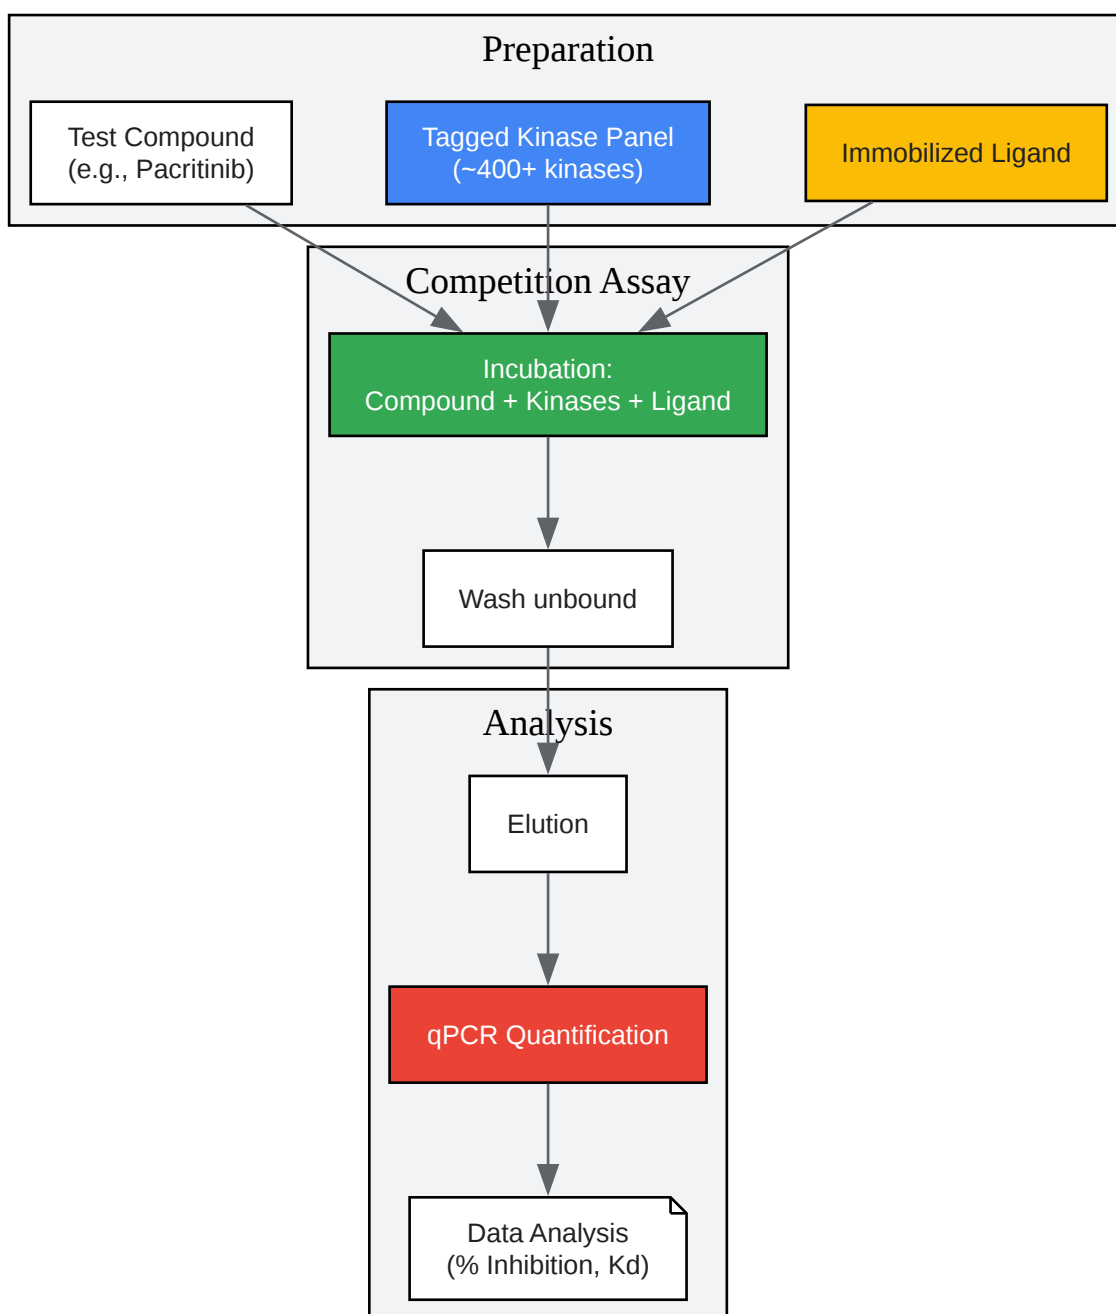 Preparation
Test Compound
(e.g., Pacritinib)
Tagged Kinase Panel
(~400+ kinases)
Immobilized Ligand
Competition Assay
Incubation:
Compound + Kinases + Ligand
Wash unbound
Analysis
Elution
qPCR Quantification
Data Analysis
(% Inhibition, Kd)